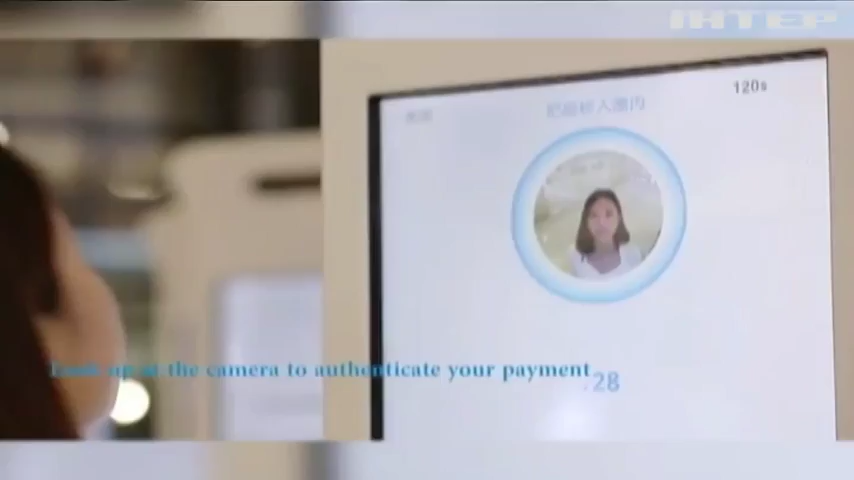 ІНТЕР
120s
Look up at the camera to authenticate your payment
28